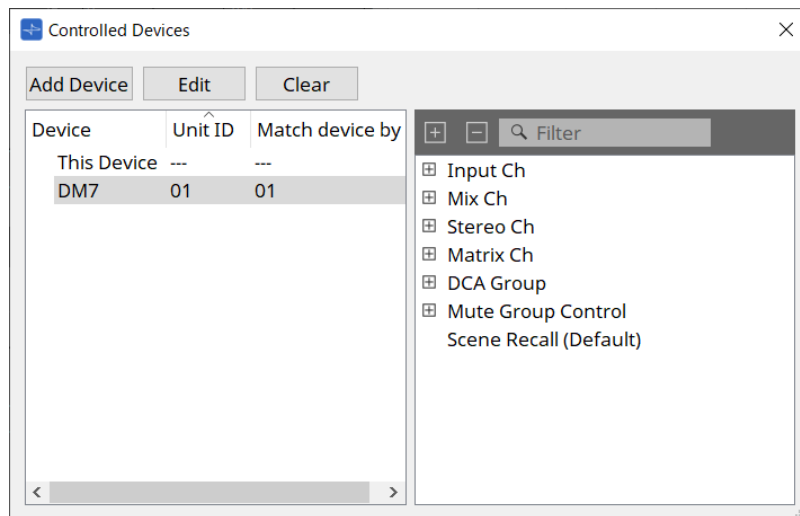 Controlled Devices
Add Device Edit Clear
Device Unit ID Match device by
This Device --- ---
DM7 01 01
Filter
Input Ch
Mix Ch
Stereo Ch
Matrix Ch
DCA Group
Mute Group Control
Scene Recall (Default)